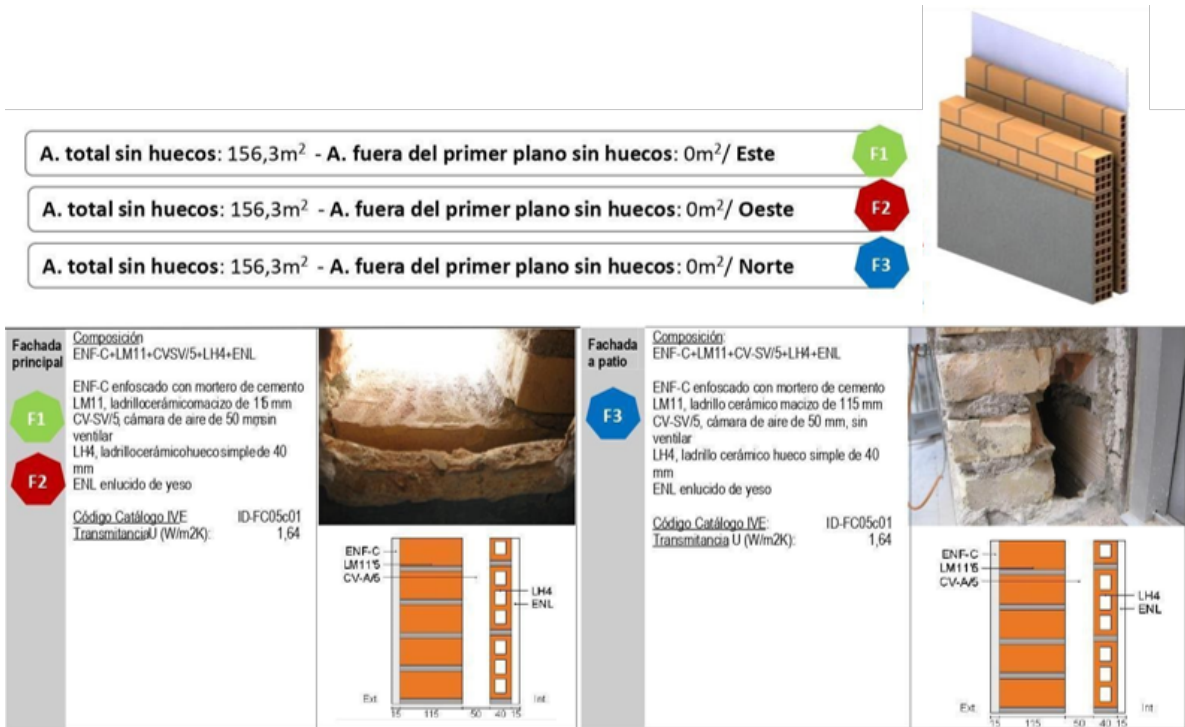 A. total sin huecos: 156,3m² - A. fuera del primer plano sin huecos: 0m²/ Este
F1
A. total sin huecos: 156,3m² - A. fuera del primer plano sin huecos: 0m²/ Oeste
F2
A. total sin huecos: 156,3m² - A. fuera del primer plano sin huecos: 0m²/ Norte
F3
Fachada
principal
F1
F2
Composición
ENF-C+LM11+CVSV/5+LH4+ENL
ENF-C enfoscado con mortero de cemento
LM11, ladrillocerámicomacizo de 115 mm
CV-SV/5, cámara de aire de 50 mm,sin
ventilar
LH4, ladrillocerámicohueco simple de 40
mm
ENL enlucido de yeso
Código Catálogo IVE ID-FC05c01
TransmitanciaU (W/m2K): 1,64
ENF-C
LM11'5
CV-A/5
LH4
ENL
Ext.
Int.
15 115 50 40 15
Fachada
a patio
F3
Composición:
ENF-C+LM11+CV-SV/5+LH4+ENL
ENF-C enfoscado con mortero de cemento
LM11, ladrillo cerámico macizo de 115 mm
CV-SV/5, cámara de aire de 50 mm, sin
ventilar
LH4, ladrillo cerámico hueco simple de 40
mm
ENL enlucido de yeso
Código Catálogo IVE: ID-FC05c01
Transmitancia U (W/m2K): 1,64
ENF-C
LM11'5
CV-A/5
LH4
ENL
Ext.
Int.
15 115 50 40 15